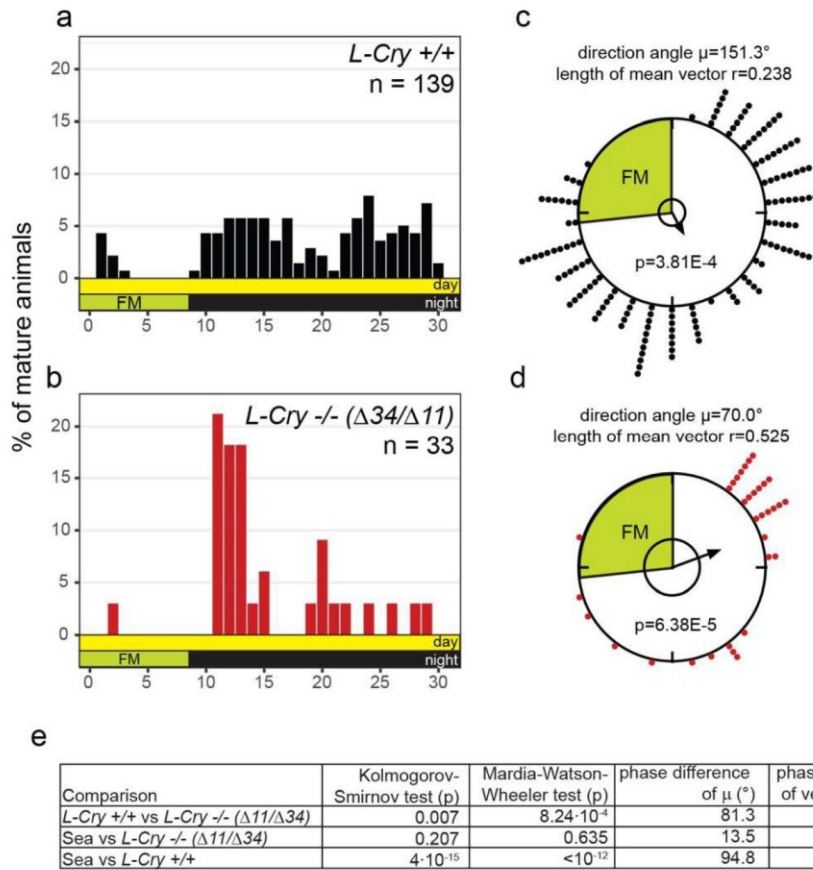 a
L-Cry +/+
n = 139
20
15
10
5
0
day
FM
night
0 5 10 15 20 25 30
% of mature animals
b
L-Cry -/- (Δ34/Δ11)
n = 33
20
15
10
5
0
day
FM
night
0 5 10 15 20 25 30
c
direction angle µ=151.3°
length of mean vector r=0.238
FM
p=3.81E-4
d
direction angle µ=70.0°
length of mean vector r=0.525
FM
p=6.38E-5
e
Comparison Kolmogorov-Smirnov test (p) Mardia-Watson-Wheeler test (p) phase difference of µ (°) phas of ve
L-Cry +/+ vs L-Cry -/- (Δ11/Δ34) 0.007 8.24·10⁻⁴ 81.3
Sea vs L-Cry -/- (Δ11/Δ34) 0.207 0.635 13.5
Sea vs L-Cry +/+ 4·10⁻¹⁵ <10⁻¹² 94.8